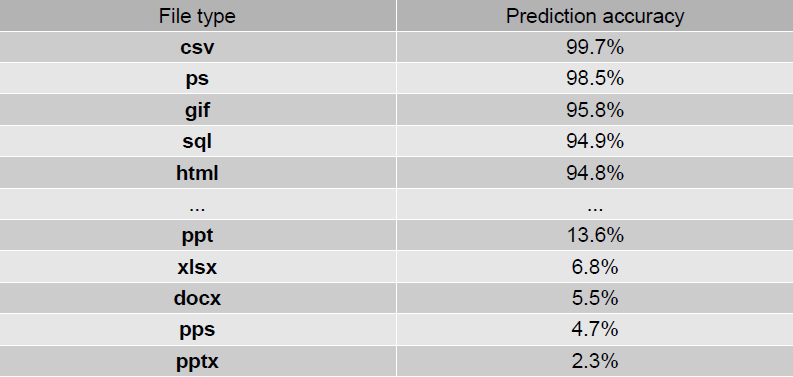 File type Prediction accuracy
csv 99.7%
ps 98.5%
gif 95.8%
sql 94.9%
html 94.8%
... ...
ppt 13.6%
xlsx 6.8%
docx 5.5%
pps 4.7%
pptx 2.3%